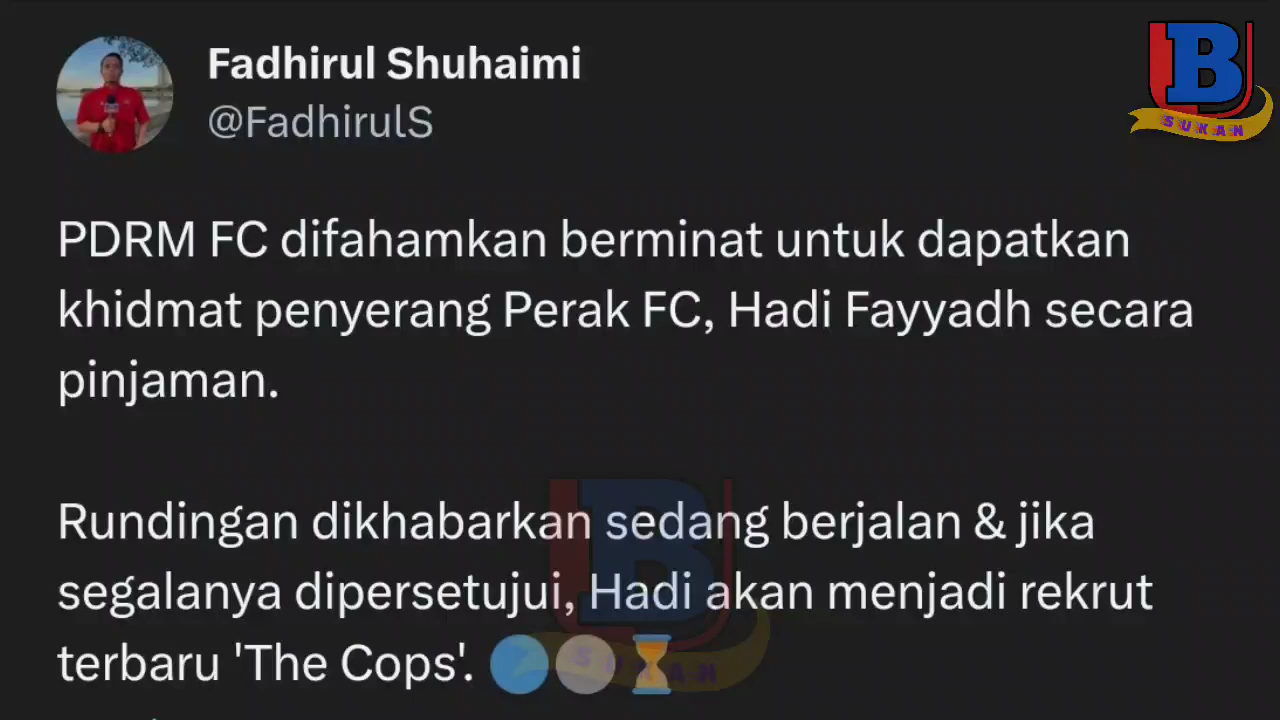 Fadhirul Shuhaimi
@FadhirulS
B
SUKAN
PDRM FC difahamkan berminat untuk dapatkan
khidmat penyerang Perak FC, Hadi Fayyadh secara
pinjaman.
Rundingan dikhabarkan sedang berjalan & jika
segalanya dipersetujui, Hadi akan menjadi rekrut
terbaru 'The Cops'. 🔵⚪⏳
B
SUKAN